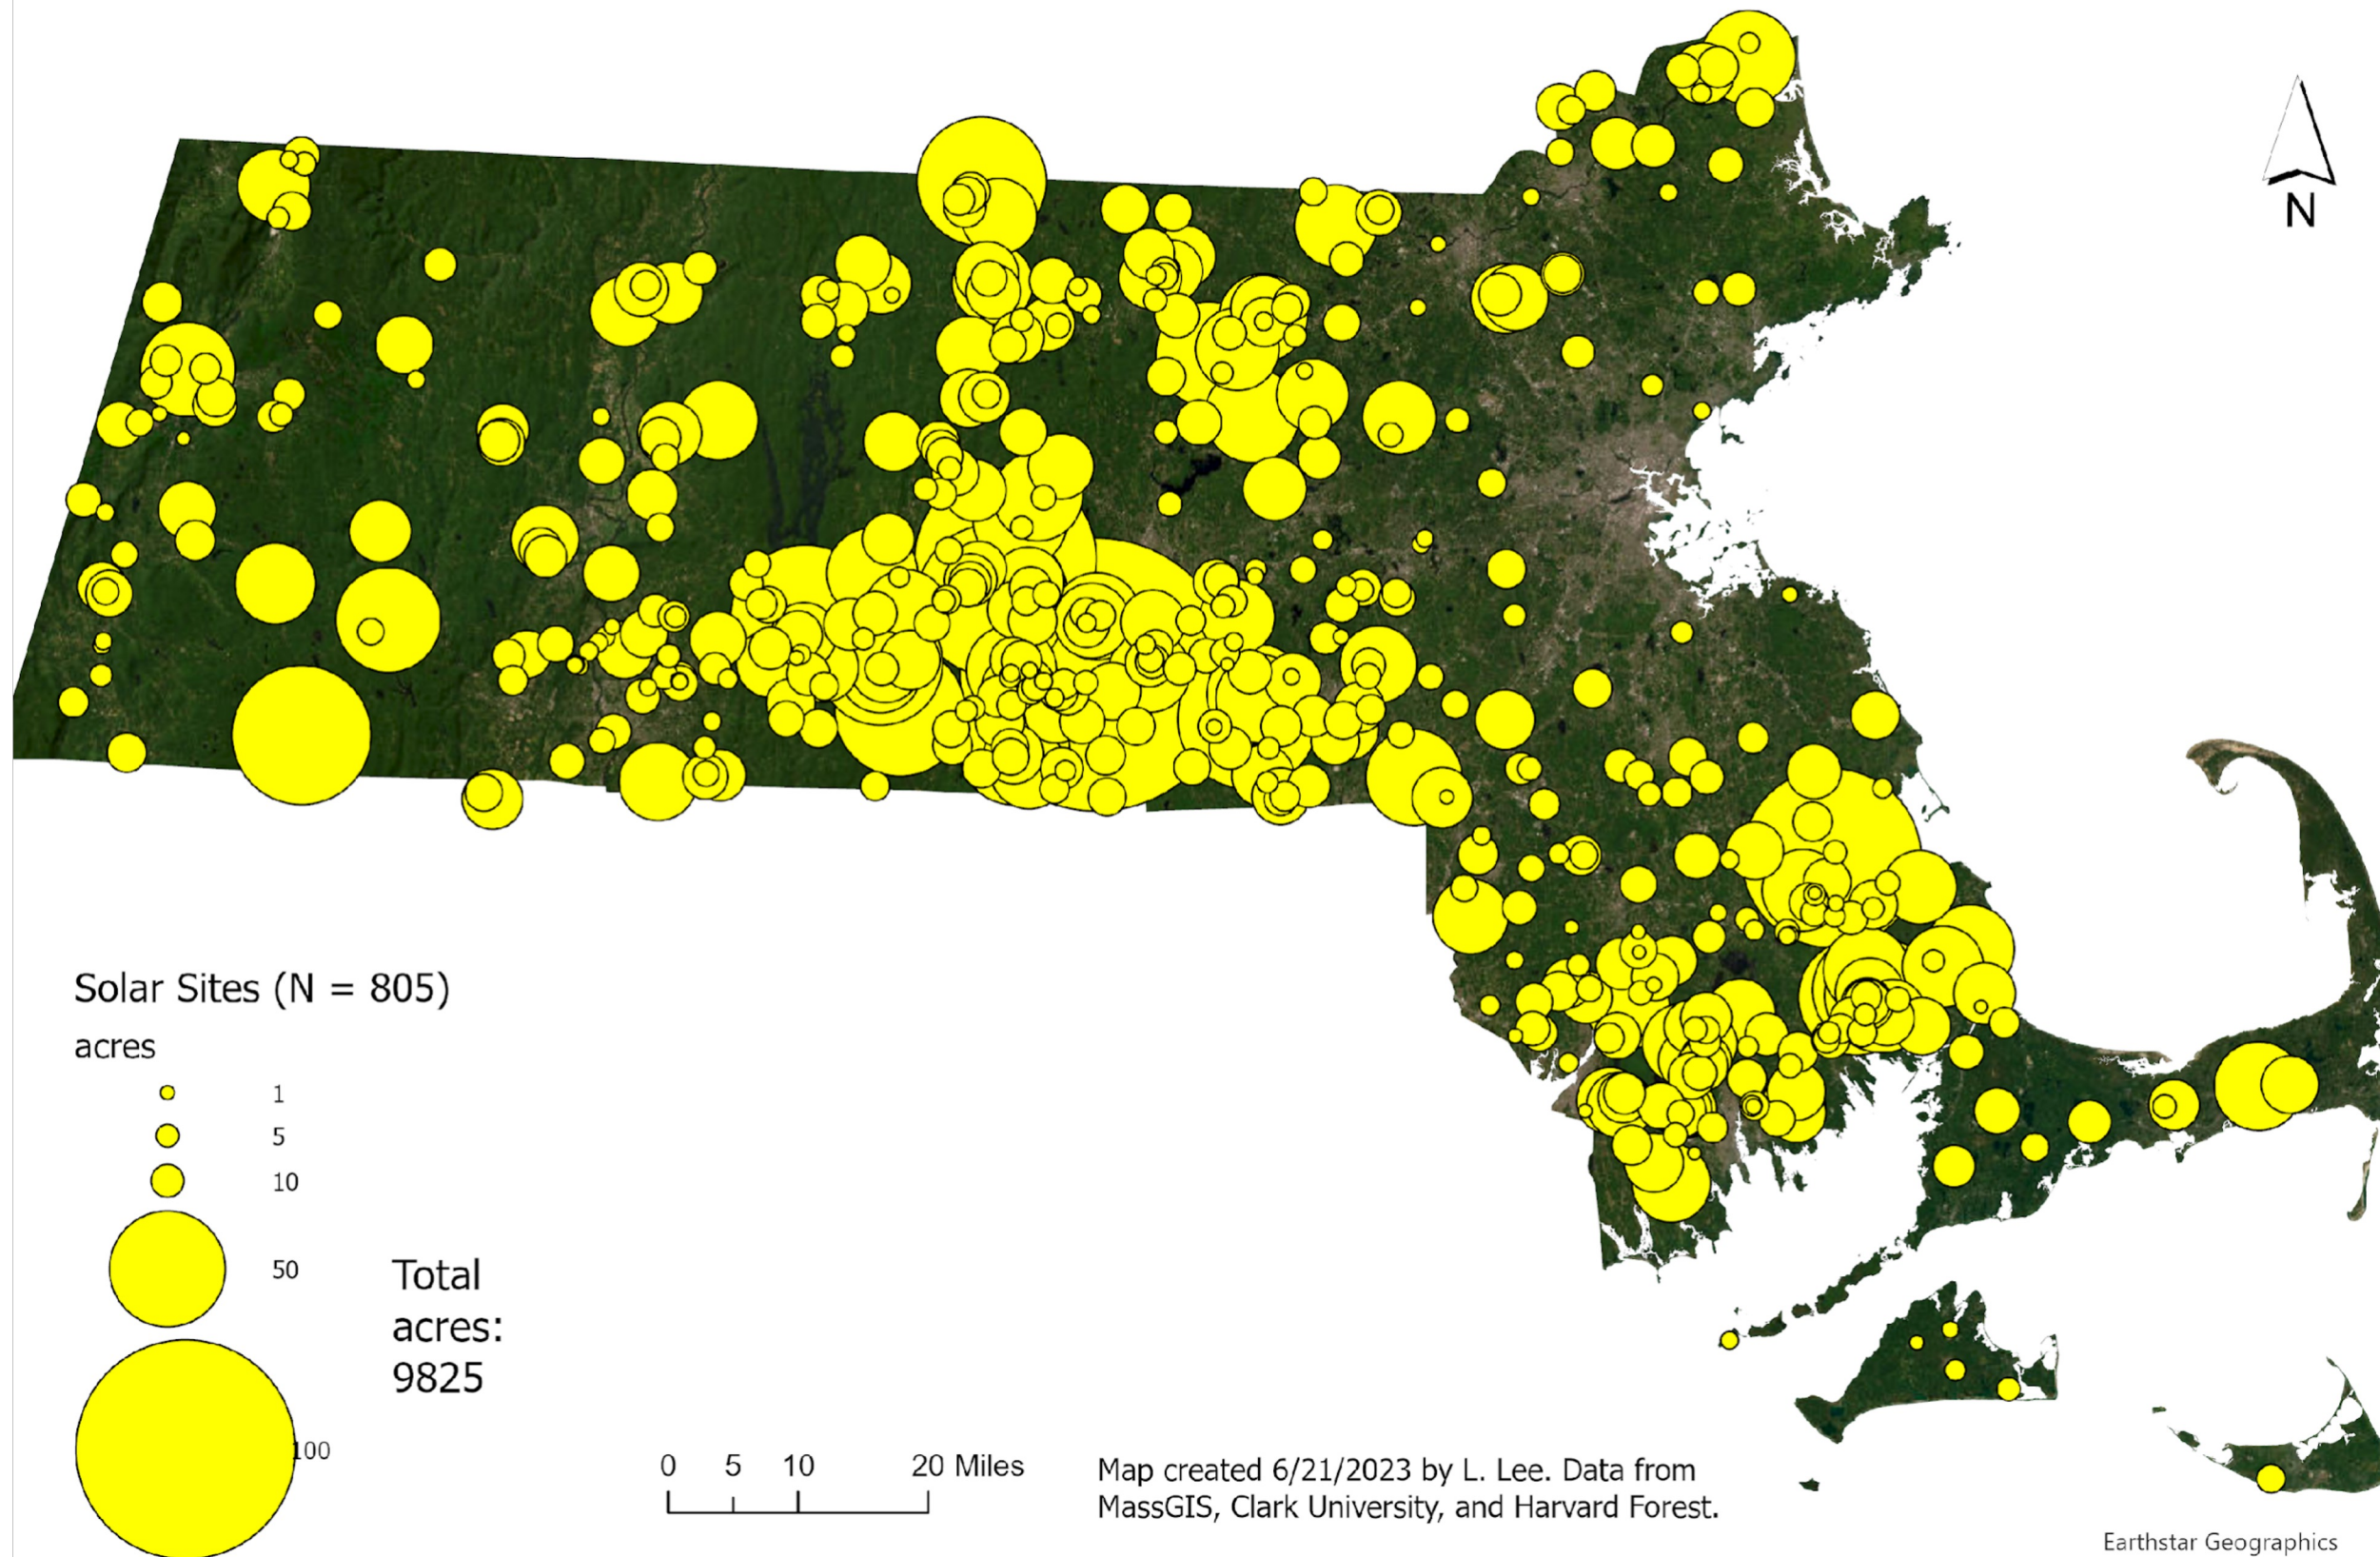 N
Solar Sites (N = 805)
acres
1
5
10
50
100
Total
acres:
9825
0 5 10 20 Miles
Map created 6/21/2023 by L. Lee. Data from
MassGIS, Clark University, and Harvard Forest.
Earthstar Geographics